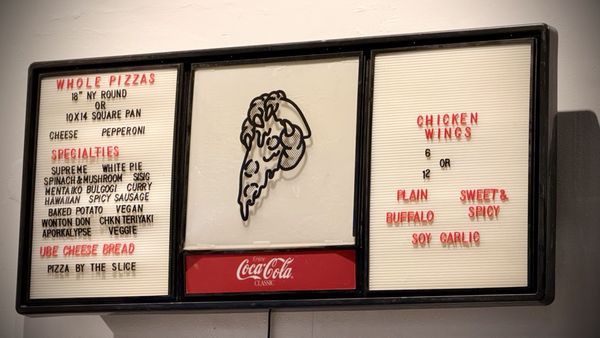 WHOLE PIZZAS
18" NY ROUND
OR
10X14 SQUARE PAN
CHEESE PEPPERONI
SPECIALTIES
SUPREME WHITE PIE
SPINACH & MUSHROOM SISIG
MENTAIKO BULGOGI CURRY
HAWAIIAN SPICY SAUSAGE
BAKED POTATO VEGAN
WONTON DON CHKN TERIYAKI
APORKALYPSE VEGGIE
UBE CHEESE BREAD
PIZZA BY THE SLICE
Enjoy
Coca-Cola
CLASSIC
CHICKEN
WINGS
6
OR
12
PLAIN SWEET &
BUFFALO SPICY
SOY GARLIC